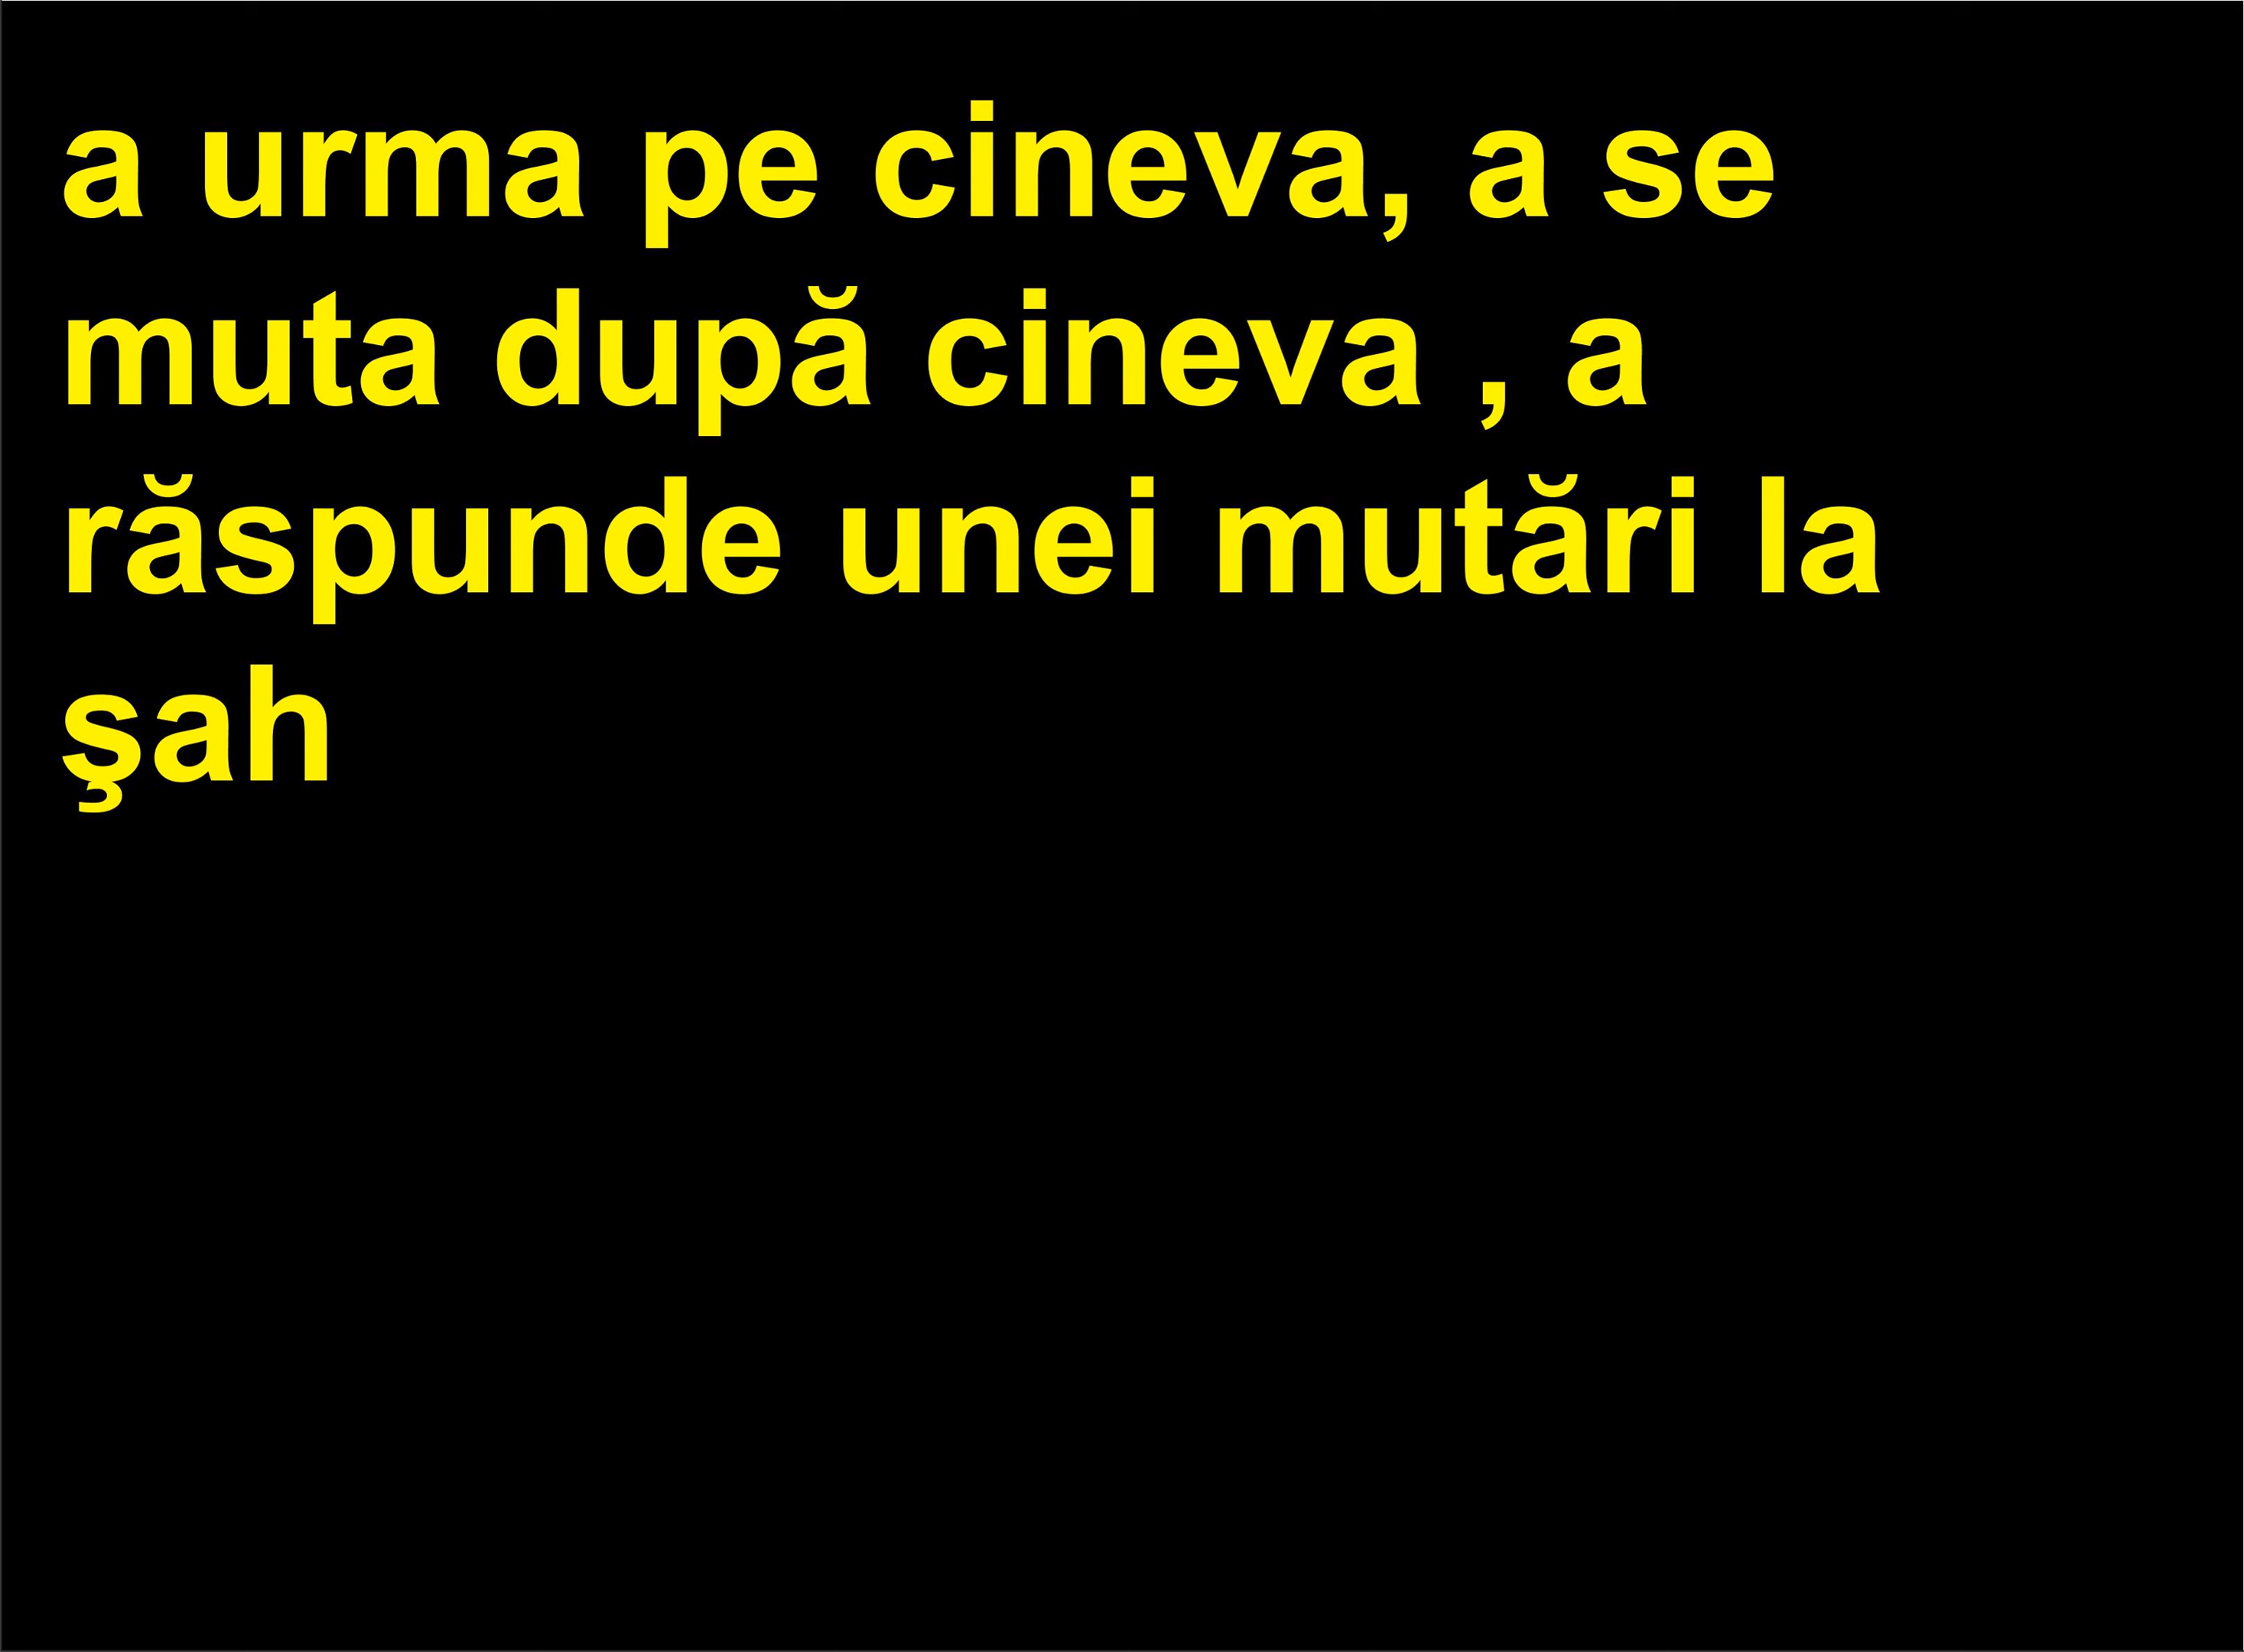 a urma pe cineva, a se
muta după cineva , a
răspunde unei mutări la
şah